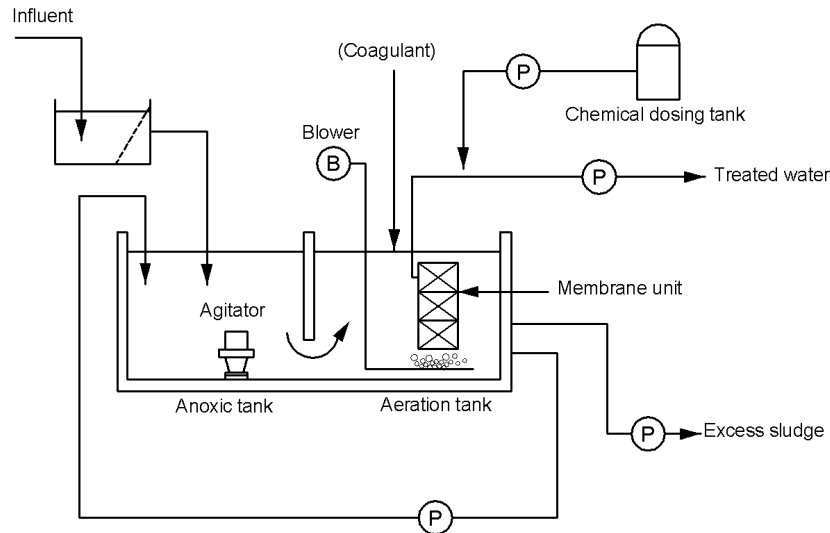 Influent
(Coagulant)
P
Chemical dosing tank
Blower
B
P
Treated water
Membrane unit
Agitator
Anoxic tank
Aeration tank
P
Excess sludge
P